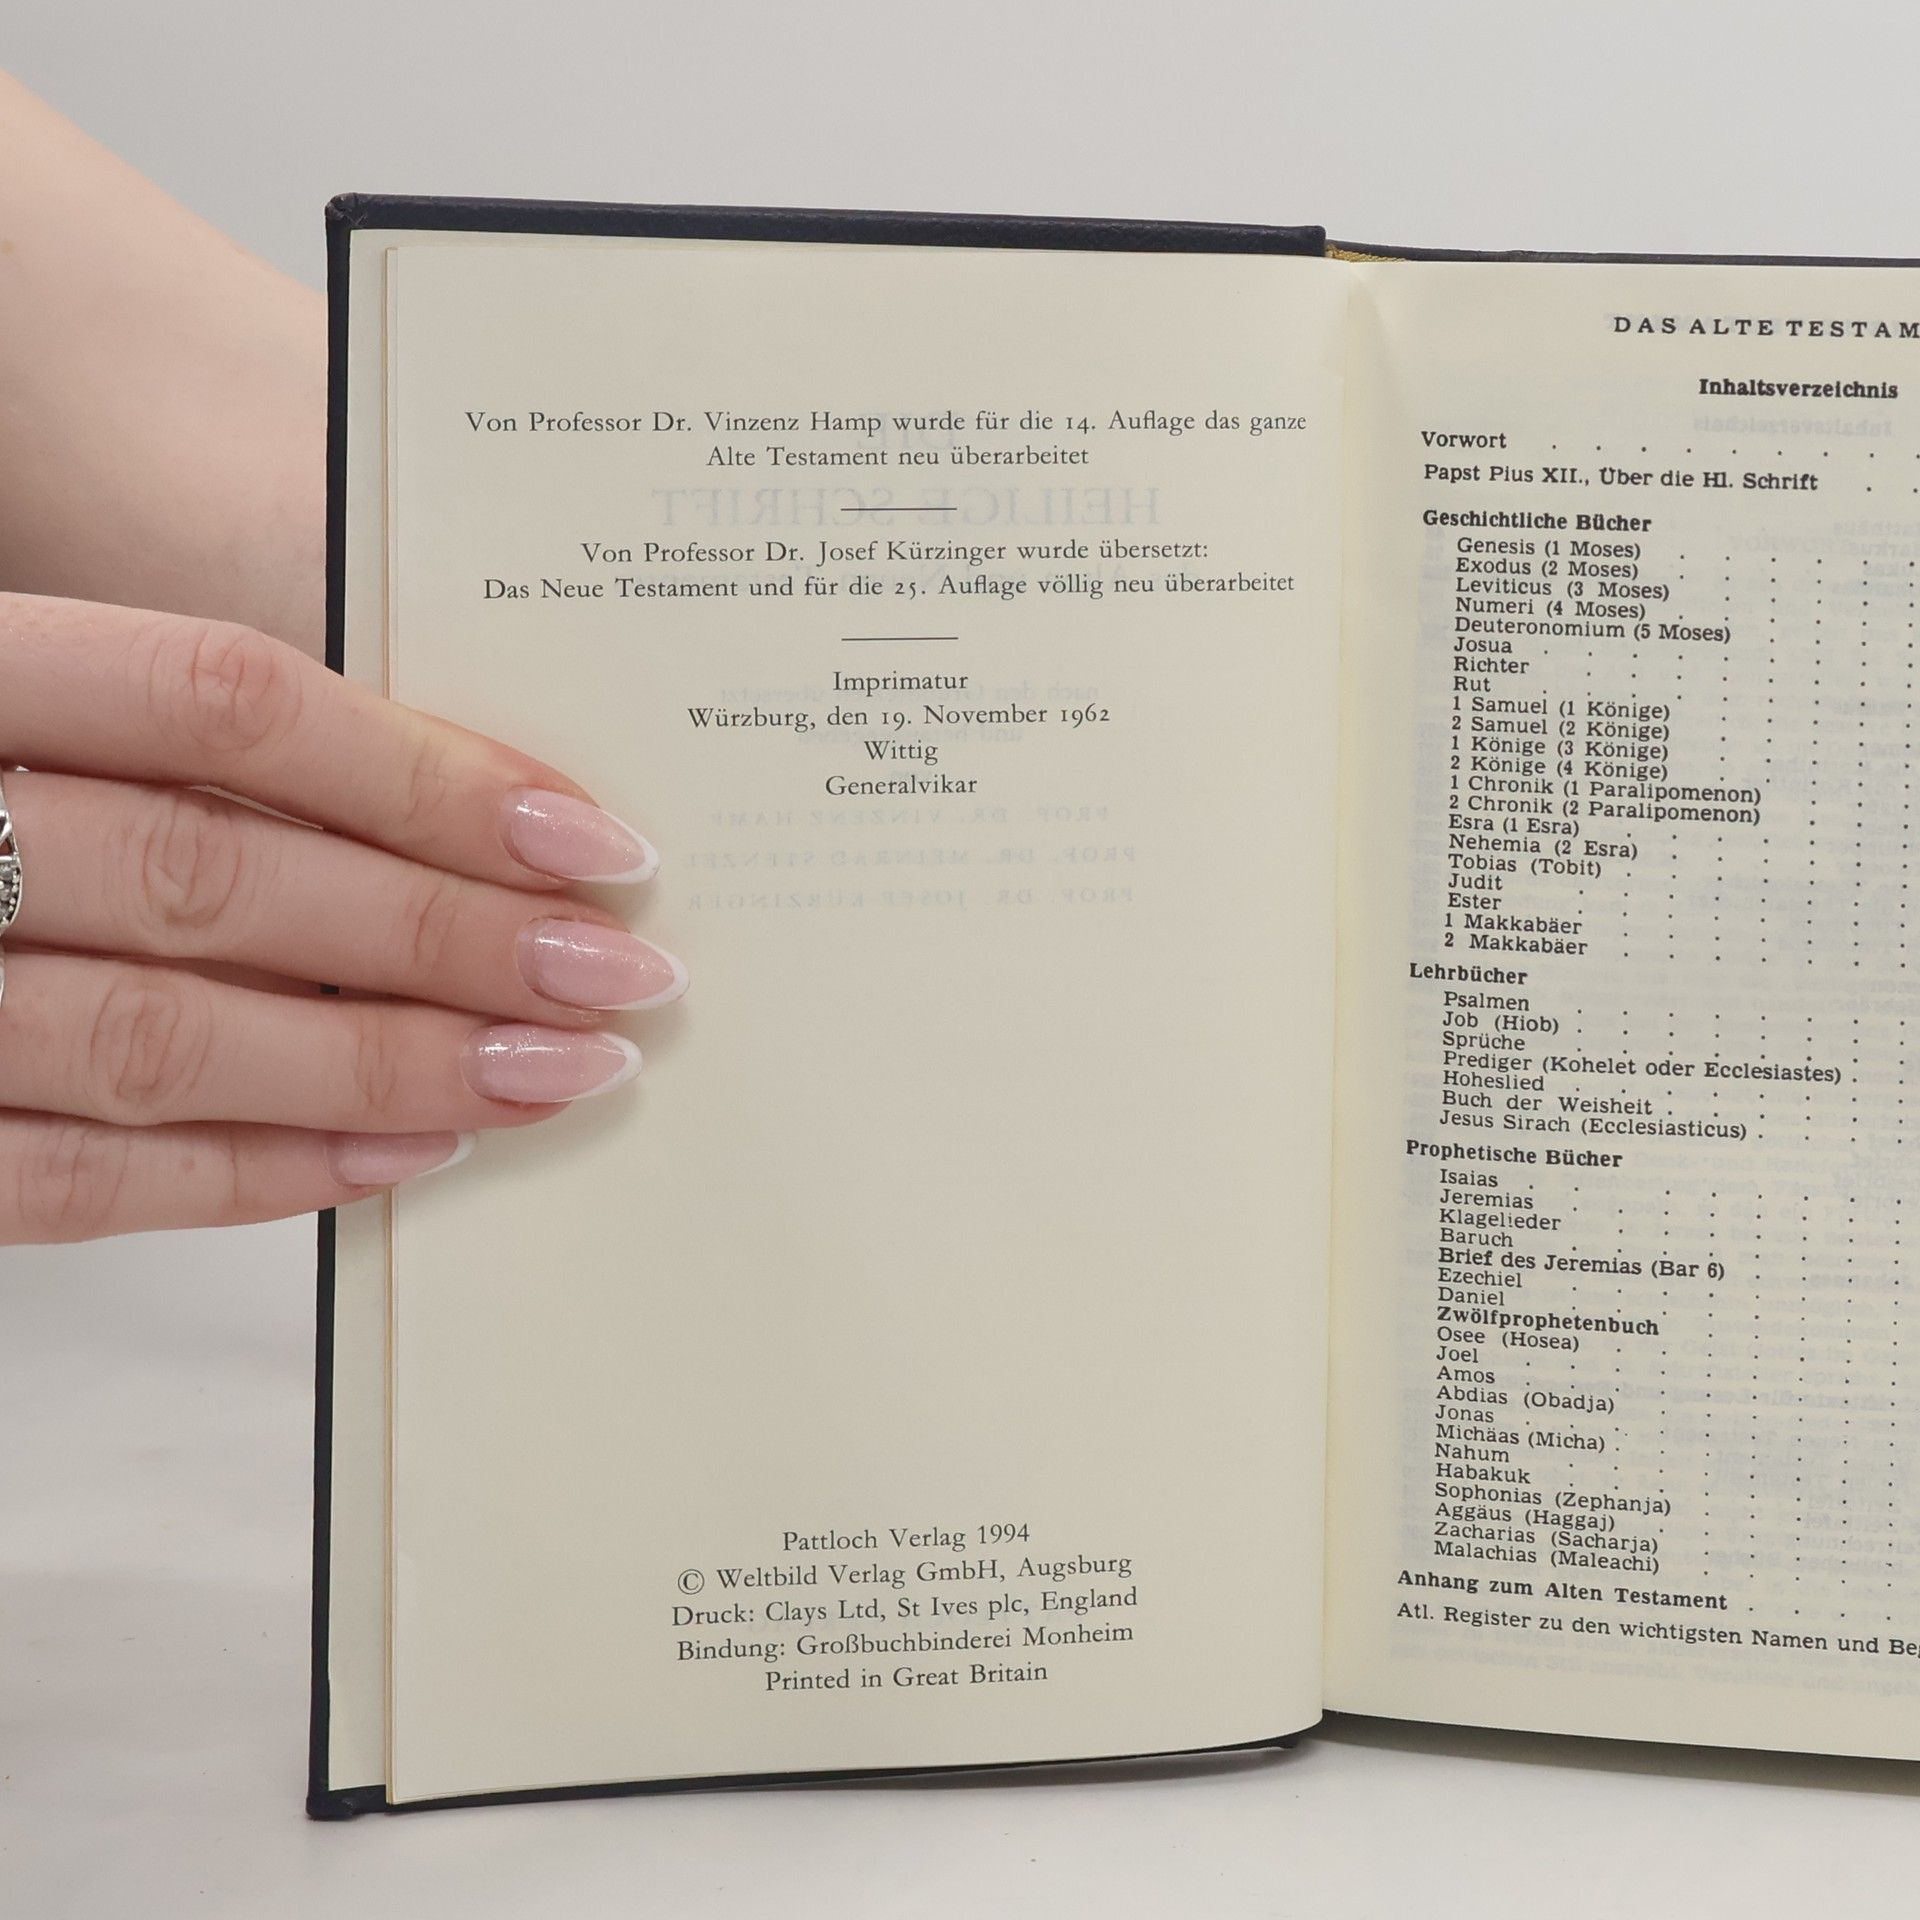 Von Professor Dr. Vinzenz Hamp wurde für die 14. Auflage das ganze
Alte Testament neu überarbeitet
Von Professor Dr. Josef Kürzinger wurde übersetzt:
Das Neue Testament und für die 25. Auflage völlig neu überarbeitet
Imprimatur
Würzburg, den 19. November 1962
Wittig
Generalvikar
Pattloch Verlag 1994
© Weltbild Verlag GmbH, Augsburg
Druck: Clays Ltd, St Ives plc, England
Bindung: Großbuchbinderei Monheim
Printed in Great Britain
DAS ALTE TESTAM
Inhaltsverzeichnis
Vorwort . . . . . . . . .
Papst Pius XII., Über die Hl. Schrift . .
Geschichtliche Bücher
Genesis (1 Moses) . . . . . .
Exodus (2 Moses) . . . . . .
Leviticus (3 Moses) . . . . .
Numeri (4 Moses) . . . . . .
Deuteronomium (5 Moses) . . . .
Josua . . . . . . . . .
Richter . . . . . . . .
Rut . . . . . . . . .
1 Samuel (1 Könige) . . . . .
2 Samuel (2 Könige) . . . . .
1 Könige (3 Könige) . . . . .
2 Könige (4 Könige) . . . . .
1 Chronik (1 Paralipomenon) . . .
2 Chronik (2 Paralipomenon) . . .
Esra (1 Esra) . . . . . . .
Nehemia (2 Esra) . . . . . .
Tobias (Tobit) . . . . . . .
Judit . . . . . . . .
Ester . . . . . . . .
1 Makkabäer . . . . . . .
2 Makkabäer . . . . . . .
Lehrbücher
Psalmen . . . . . . . .
Job (Hiob) . . . . . . . .
Sprüche . . . . . . . .
Prediger (Kohelet oder Ecclesiastes) . .
Hoheslied . . . . . . . .
Buch der Weisheit . . . . . .
Jesus Sirach (Ecclesiasticus) . . . .
Prophetische Bücher
Isaias . . . . . . . .
Jeremias . . . . . . . .
Klagelieder . . . . . . .
Baruch . . . . . . . .
Brief des Jeremias (Bar 6) . . . .
Ezechiel . . . . . . . .
Daniel . . . . . . . .
Zwölfprophetenbuch . . . . .
Osee (Hosea) . . . . . . .
Joel . . . . . . . . .
Amos . . . . . . . . .
Abdias (Obadja) . . . . . .
Jonas . . . . . . . . .
Michäas (Micha) . . . . . . .
Nahum . . . . . . . .
Habakuk . . . . . . . .
Sophonias (Zephanja) . . . . .
Aggäus (Haggaj) . . . . . .
Zacharias (Sacharja) . . . . .
Malachias (Maleachi) . . . . .
Anhang zum Alten Testament . . . .
Atl. Register zu den wichtigsten Namen und Beg